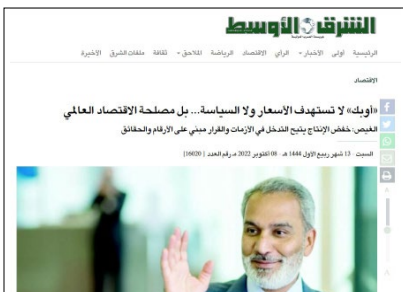 الشرق الأوسط
الرئيسية أولى الأخبار الرأي الاقتصاد الرياضة الملاحق ثقافة ملفات الشرق الأخيرة
الاقتصاد
«أوبك» لا تستهدف الأسعار ولا السياسة... بل مصلحة الاقتصاد العالمي
الغيص: خفض الإنتاج يتيح التدخل في الأزمات والقرار مبني على الأرقام والحقائق
السبت - 13 شهر ربيع الأول 1444 هـ - 08 أكتوبر 2022 مـ رقم العدد [16020]